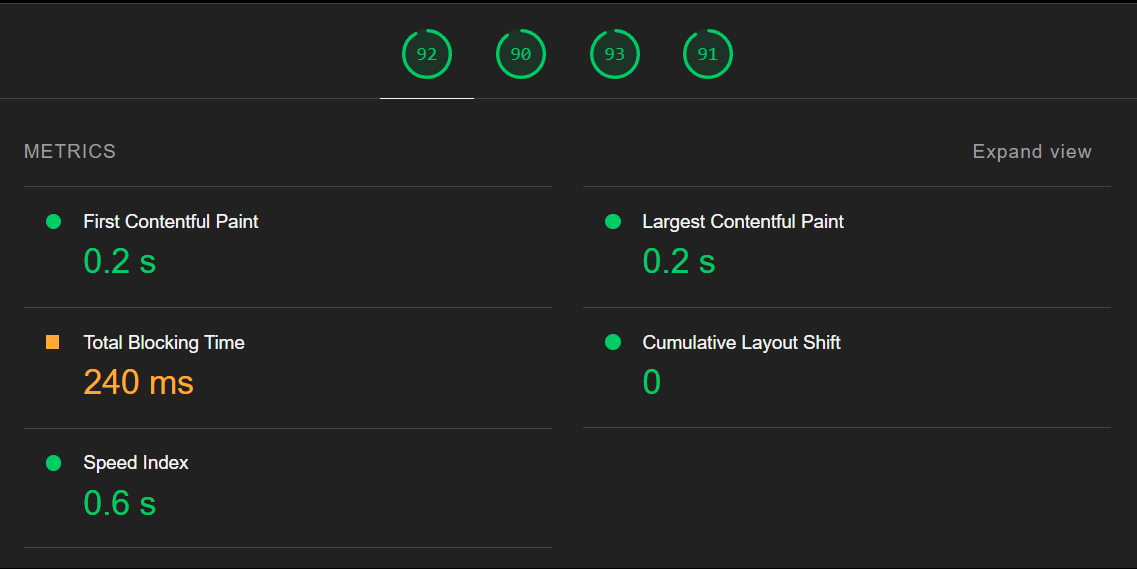 92 90 93 91
METRICS Expand view
First Contentful Paint
0.2 s
Largest Contentful Paint
0.2 s
Total Blocking Time
240 ms
Cumulative Layout Shift
0
Speed Index
0.6 s